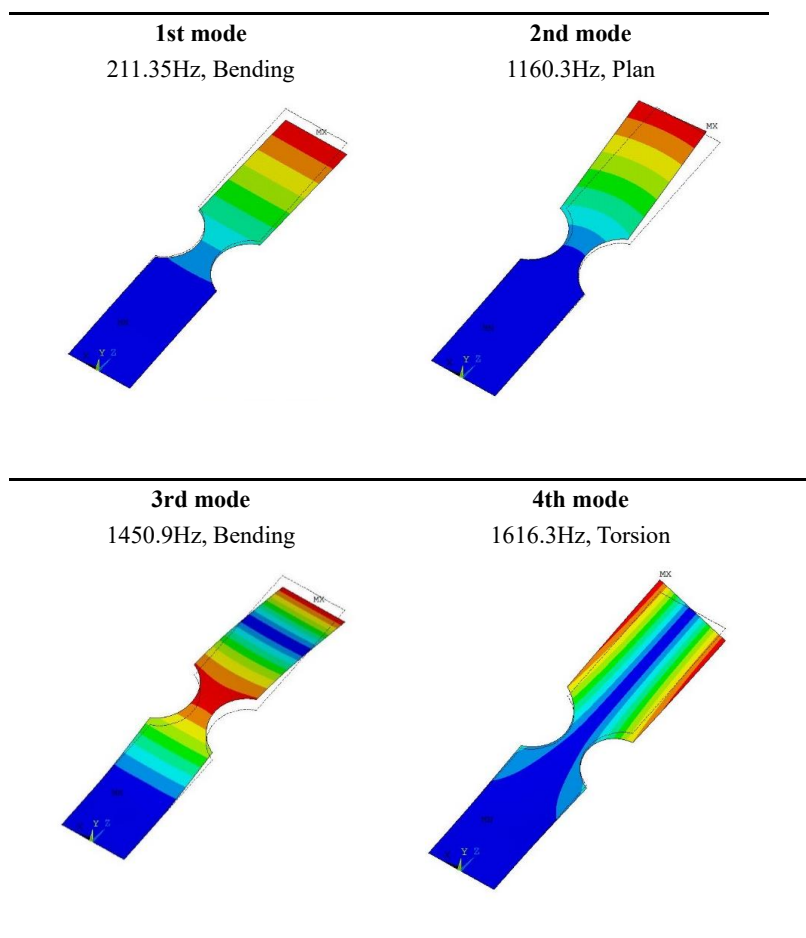 1st mode
211.35Hz, Bending
2nd mode
1160.3Hz, Plan
MX
MX
Y Z
Y Z
3rd mode
1450.9Hz, Bending
4th mode
1616.3Hz, Torsion
MX
MX
MN
Y Z
Y Z